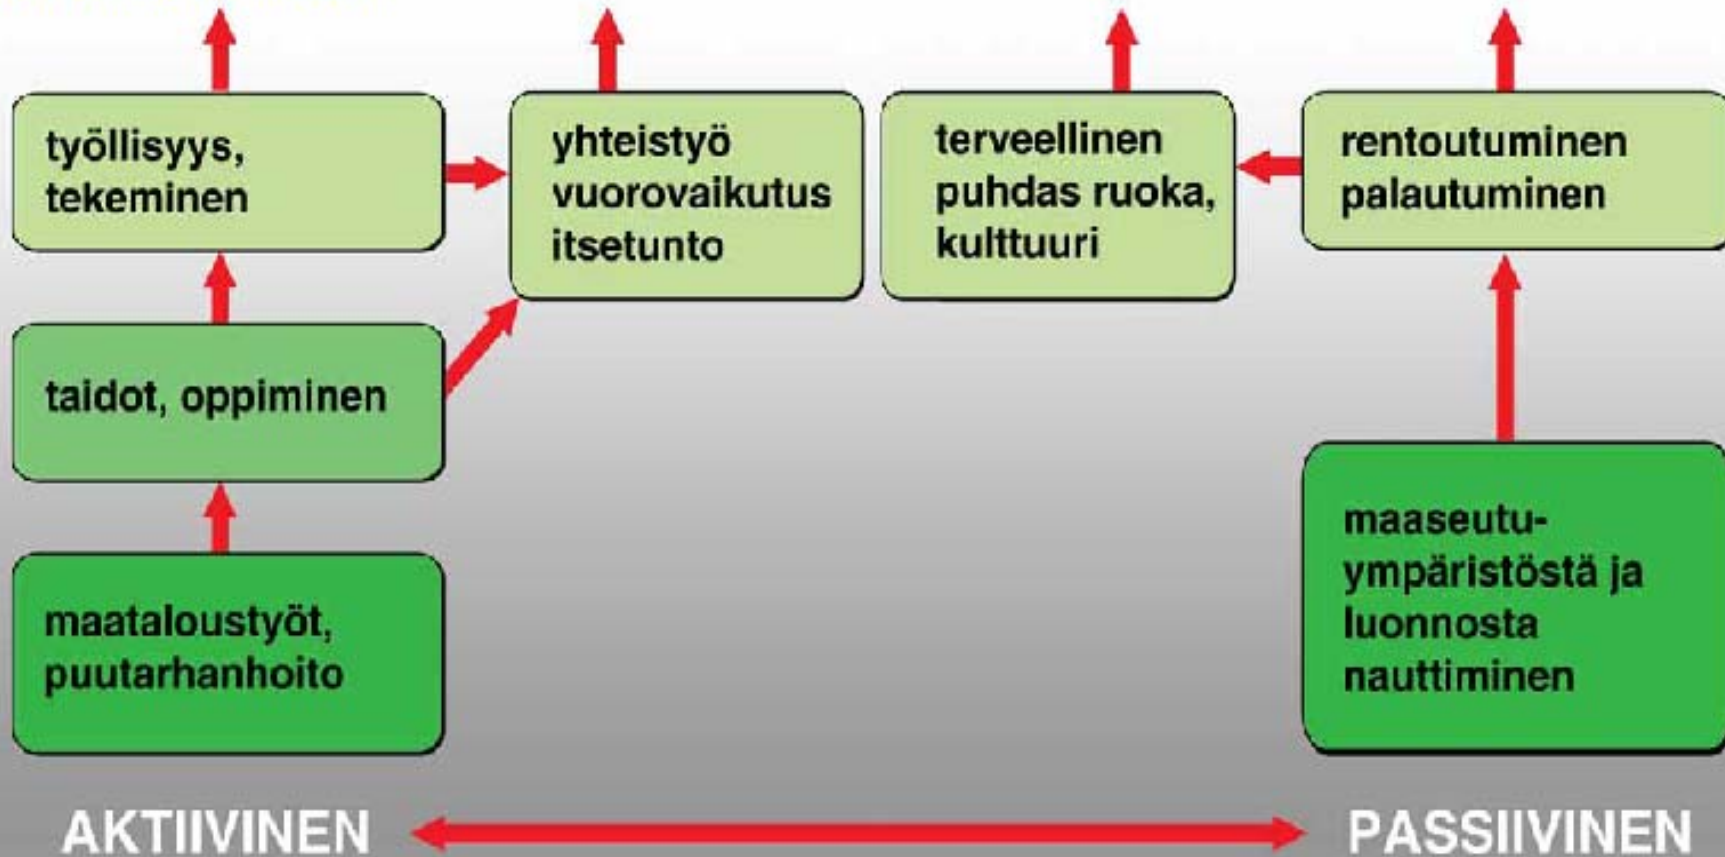 työllisyys,
tekeminen
yhteistyö
vuorovaikutus
itsetunto
terveellinen
puhdas ruoka,
kulttuuri
rentoutuminen
palautuminen
taidot, oppiminen
maataloustyöt,
puutarhanhoito
maaseutu-
ympäristöstä ja
luonnosta
nauttiminen
AKTIIVINEN
PASSIIVINEN